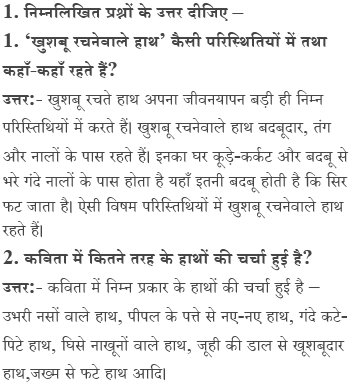 1. निम्नलिखित प्रश्नों के उत्तर दीजिए –
1. ‘खुशबू रचनेवाले हाथ’ कैसी परिस्थितियों में तथा
कहाँ-कहाँ रहते हैं?
उत्तर:- खुशबू रचते हाथ अपना जीवनयापन बड़ी ही निम्न
परिस्तिथियों में करते हैं। खुशबू रचनेवाले हाथ बदबूदार, तंग
और नालों के पास रहते हैं। इनका घर कूड़े-कर्कट और बदबू से
भरे गंदे नालों के पास होता है यहाँ इतनी बदबू होती है कि सिर
फट जाता है। ऐसी विषम परिस्तिथियों में खुशबू रचनेवाले हाथ
रहते हैं।
2. कविता में कितने तरह के हाथों की चर्चा हुई है?
उत्तर:- कविता में निम्न प्रकार के हाथों की चर्चा हुई है –
उभरी नसों वाले हाथ, पीपल के पत्ते से नए-नए हाथ, गंदे कटे-
पिटे हाथ, घिसे नाखूनों वाले हाथ, जूही की डाल से खूशबूदार
हाथ,जख्म से फटे हाथ आदि।